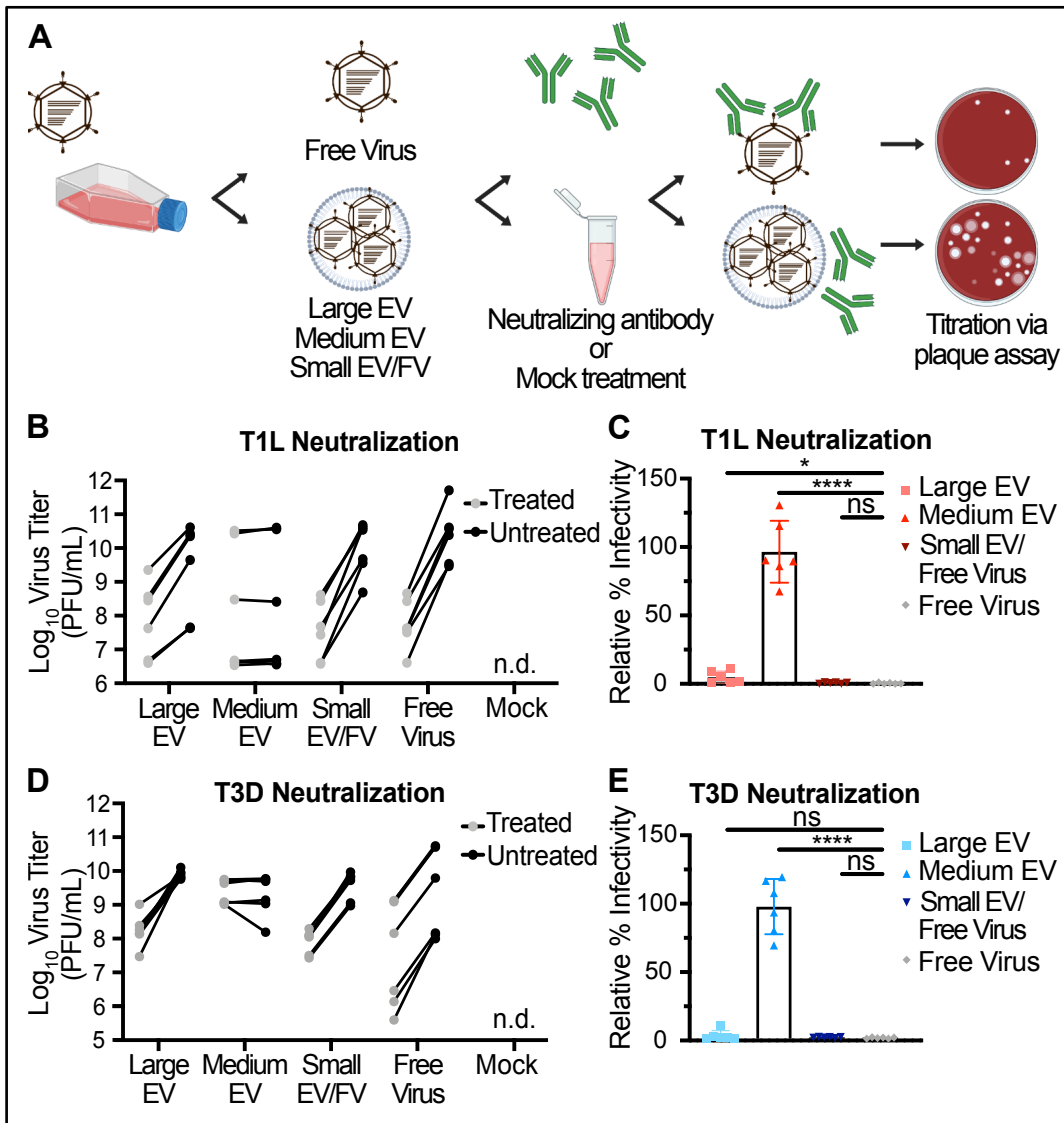 A
Free Virus
Large EV
Medium EV
Small EV/FV
Neutralizing antibody
or
Mock treatment
Titration via
plaque assay
B
T1L Neutralization
Log10 Virus Titer
(PFU/mL)
12
11
10
9
8
7
6
Treated
Untreated
n.d.
Large
EV
Medium
EV
Small
EV/FV
Free
Virus
Mock
C
T1L Neutralization
Relative % Infectivity
150
100
50
0
*
****
ns
Large EV
Medium EV
Small EV/
Free Virus
Free Virus
D
T3D Neutralization
Log10 Virus Titer
(PFU/mL)
12
11
10
9
8
7
6
5
Treated
Untreated
n.d.
Large
EV
Medium
EV
Small
EV/FV
Free
Virus
Mock
E
T3D Neutralization
Relative % Infectivity
150
100
50
0
ns
****
ns
Large EV
Medium EV
Small EV/
Free Virus
Free Virus